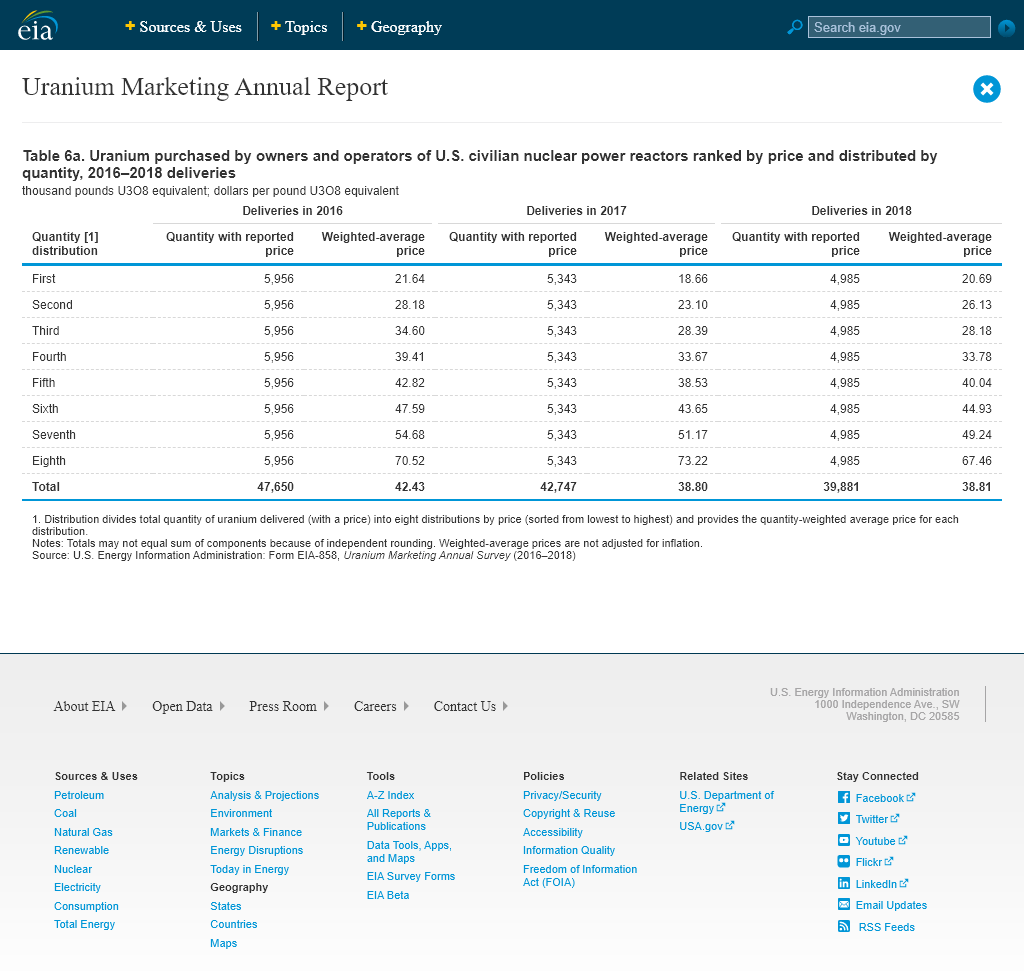 eia
Sources & Uses
Topics
Geography
Search eia.gov
Uranium Marketing Annual Report
Table 6a. Uranium purchased by owners and operators of U.S. civilian nuclear power reactors ranked by price and distributed by
quantity, 2016–2018 deliveries
thousand pounds U3O8 equivalent; dollars per pound U3O8 equivalent
Deliveries in 2016 Deliveries in 2017 Deliveries in 2018
Quantity [1] Quantity with reported Weighted-average Quantity with reported Weighted-average Quantity with reported Weighted-average
distribution price price price price price price
First 5,956 21.64 5,343 18.66 4,985 20.69
Second 5,956 28.18 5,343 23.10 4,985 26.13
Third 5,956 34.60 5,343 28.39 4,985 28.18
Fourth 5,956 39.41 5,343 33.67 4,985 33.78
Fifth 5,956 42.82 5,343 38.53 4,985 40.04
Sixth 5,956 47.59 5,343 43.65 4,985 44.93
Seventh 5,956 54.68 5,343 51.17 4,985 49.24
Eighth 5,956 70.52 5,343 73.22 4,985 67.46
Total 47,650 42.43 42,747 38.80 39,881 38.81
1. Distribution divides total quantity of uranium delivered (with a price) into eight distributions by price (sorted from lowest to highest) and provides the quantity-weighted average price for each
distribution.
Notes: Totals may not equal sum of components because of independent rounding. Weighted-average prices are not adjusted for inflation.
Source: U.S. Energy Information Administration: Form EIA-858, Uranium Marketing Annual Survey (2016–2018)
About EIA
Open Data
Press Room
Careers
Contact Us
U.S. Energy Information Administration
1000 Independence Ave., SW
Washington, DC 20585
Sources & Uses
Petroleum
Coal
Natural Gas
Renewable
Nuclear
Electricity
Consumption
Total Energy
Topics
Analysis & Projections
Environment
Markets & Finance
Energy Disruptions
Today in Energy
Geography
States
Countries
Maps
Tools
A-Z Index
All Reports &
Publications
Data Tools, Apps,
and Maps
EIA Survey Forms
EIA Beta
Policies
Privacy/Security
Copyright & Reuse
Accessibility
Information Quality
Freedom of Information
Act (FOIA)
Related Sites
U.S. Department of
Energy
USA.gov
Stay Connected
Facebook
Twitter
Youtube
Flickr
LinkedIn
Email Updates
RSS Feeds